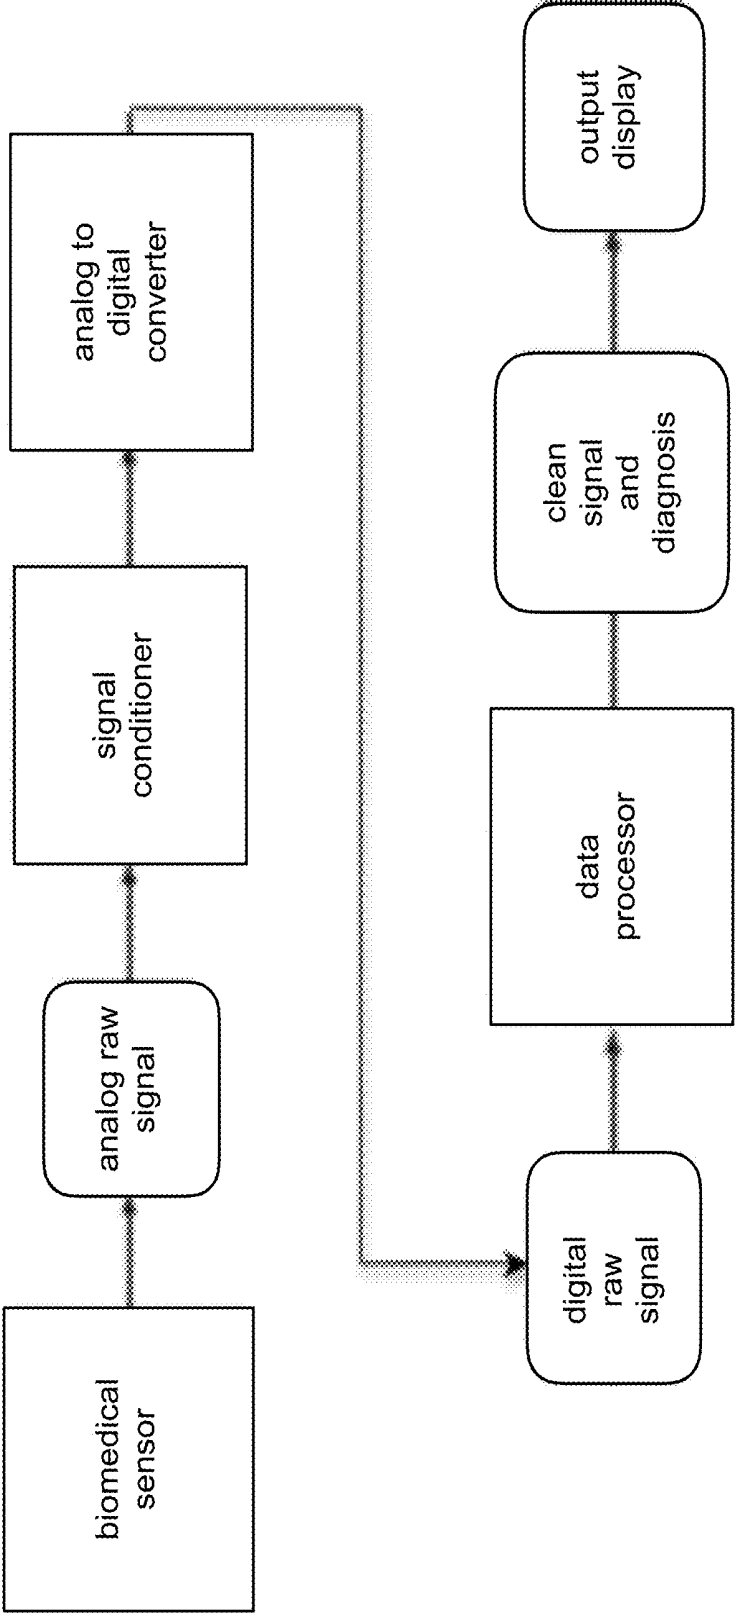 biomedical
sensor
analog raw
signal
signal
conditioner
analog to
digital
converter
digital
raw
signal
data
processor
clean
signal
and
diagnosis
output
display